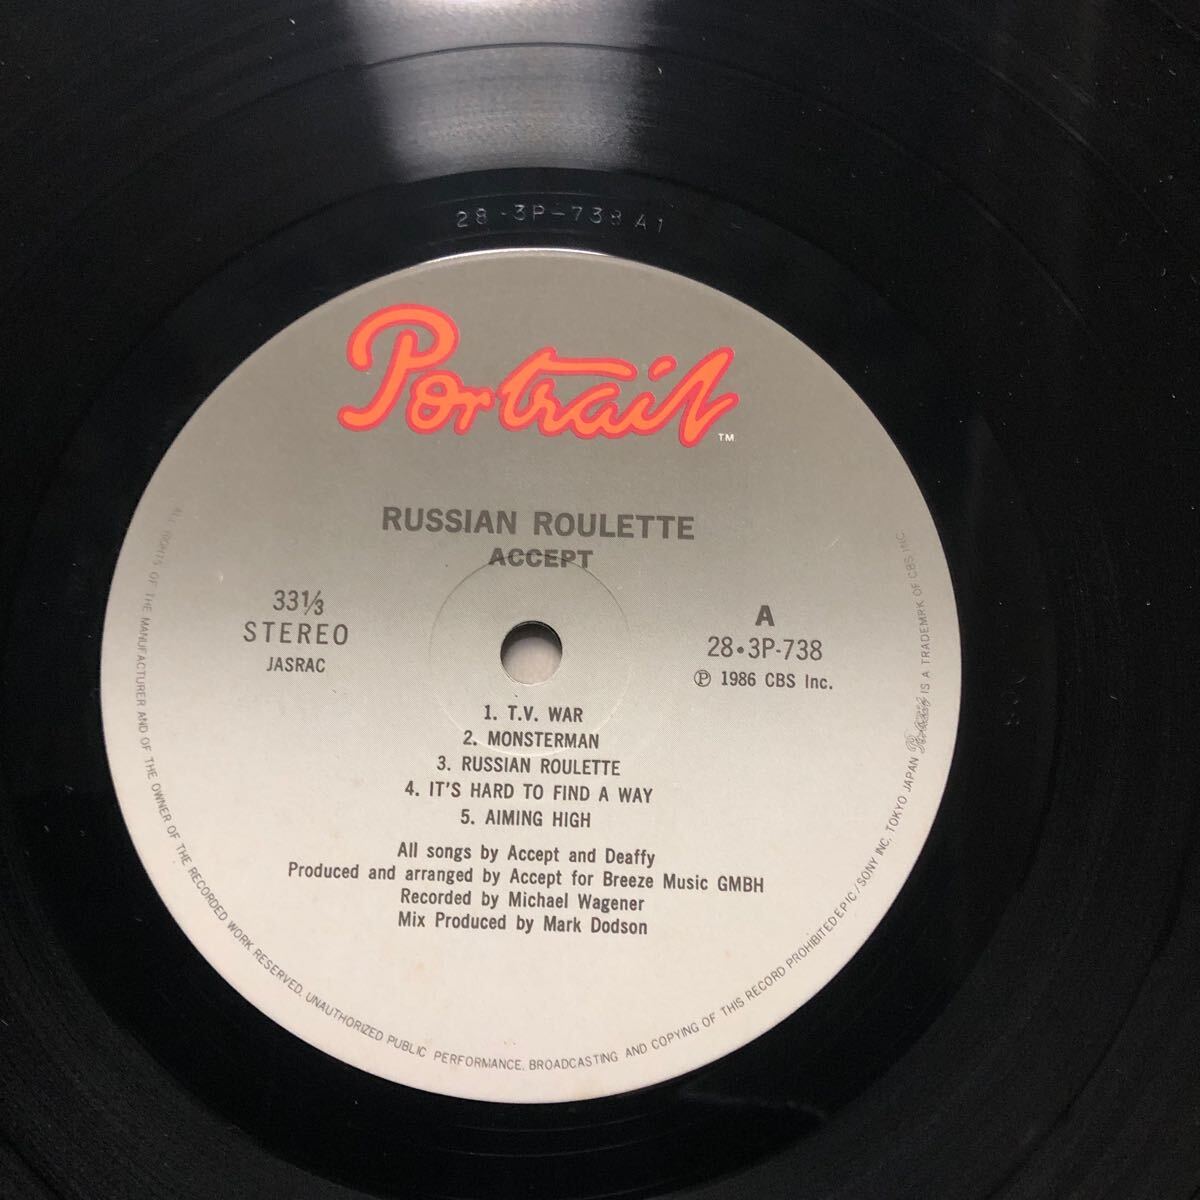 28·3P-738 A1
Portrait TM
RUSSIAN ROULETTE
ACCEPT
33⅓
STEREO
JASRAC
A
28•3P-738
Ⓟ 1986 CBS Inc.
1. T.V. WAR
2. MONSTERMAN
3. RUSSIAN ROULETTE
4. IT'S HARD TO FIND A WAY
5. AIMING HIGH
All songs by Accept and Deaffy
Produced and arranged by Accept for Breeze Music GMBH
Recorded by Michael Wagener
Mix Produced by Mark Dodson
ALL RIGHTS OF THE MANUFACTURER AND OF THE OWNER OF THE RECORDED WORK RESERVED. UNAUTHORIZED PUBLIC PERFORMANCE, BROADCASTING AND COPYING OF THIS RECORD PROHIBITED EPIC/SONY INC. TOKYO JAPAN Portrait IS A TRADEMRK OF CBS INC.